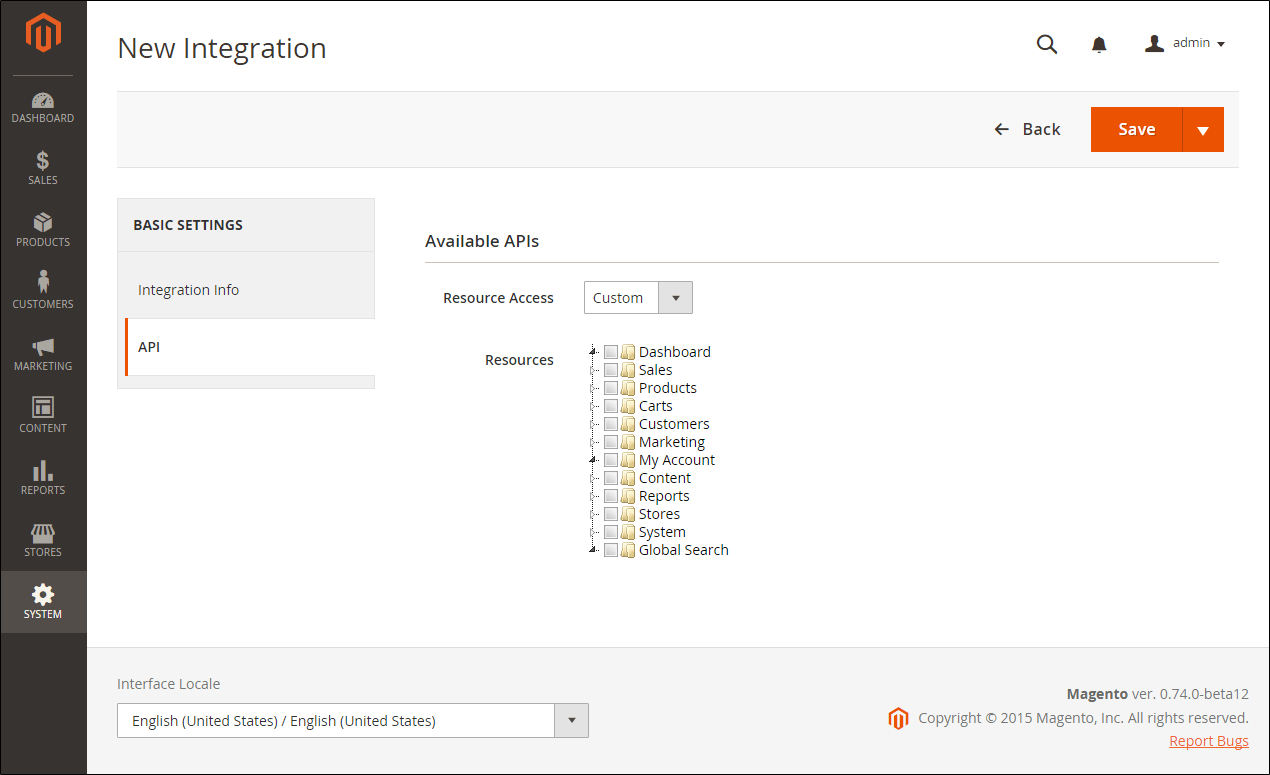 New Integration
admin
DASHBOARD
SALES
PRODUCTS
CUSTOMERS
MARKETING
CONTENT
REPORTS
STORES
SYSTEM
Back
Save
BASIC SETTINGS
Integration Info
API
Available APIs
Resource Access
Custom
Resources
Dashboard
Sales
Products
Carts
Customers
Marketing
My Account
Content
Reports
Stores
System
Global Search
Interface Locale
English (United States) / English (United States)
Magento ver. 0.74.0-beta12
Copyright © 2015 Magento, Inc. All rights reserved.
Report Bugs